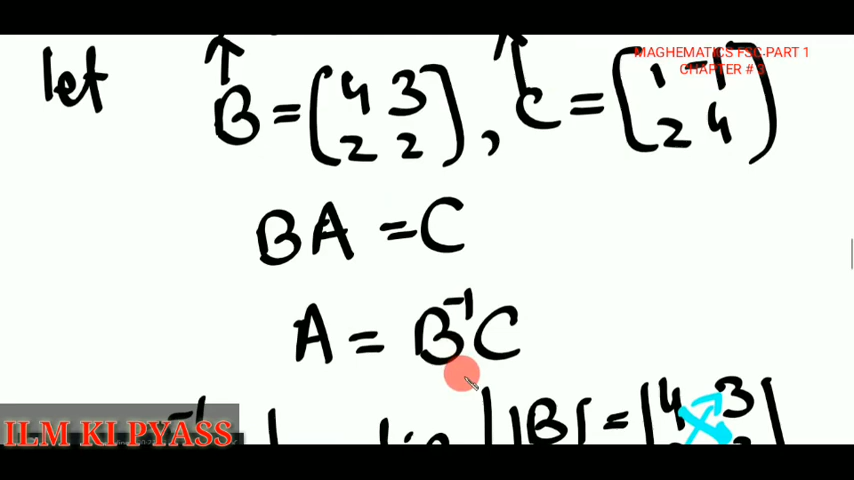 MAGHEMATICS FSC-PART 1
CHAPTER # 3
let B = (4 3 2 2), C = [1 -1 2 4]
BA = C
A = B⁻¹C
|B| = |4 3
ILM KI PYASS